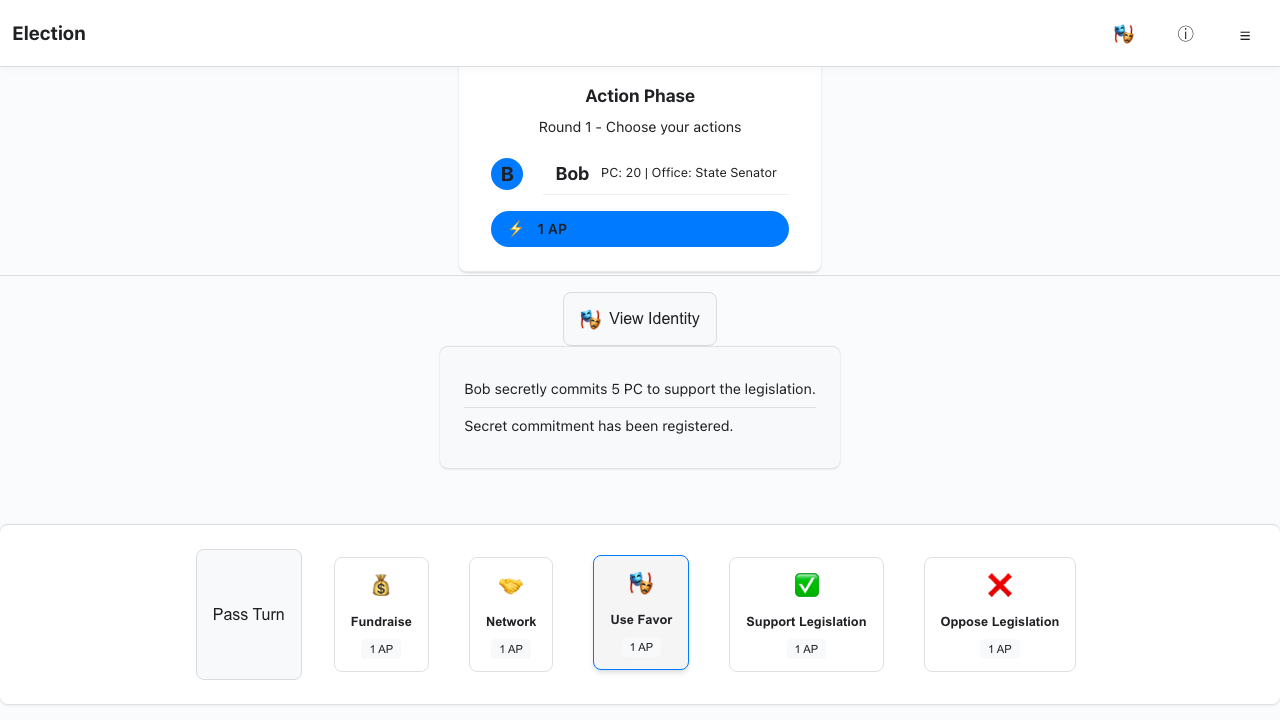 Election
ⓘ
≡
Action Phase
Round 1 - Choose your actions
B
Bob PC: 20 | Office: State Senator
⚡ 1 AP
🎭 View Identity
Bob secretly commits 5 PC to support the legislation.
Secret commitment has been registered.
Pass Turn
Fundraise
1 AP
Network
1 AP
Use Favor
1 AP
Support Legislation
1 AP
Oppose Legislation
1 AP